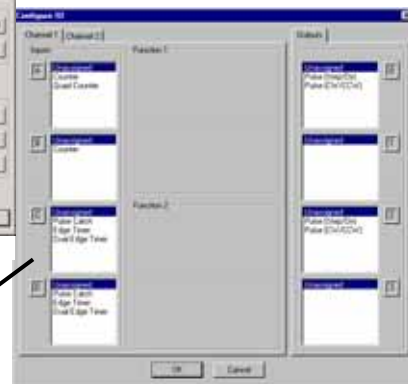 Configure IO
Channel 1 Channel 2
Inputs
Function 1
Outputs
A
Unassigned
Counter
Quad Counter
Unassigned
Pulse (Step/Dir)
Pulse (CW/CCW)
B
Unassigned
Counter
Unassigned
C
Unassigned
Pulse Catch
Edge Timer
Dual Edge Timer
Function 2
Unassigned
Pulse (Step/Dir)
Pulse (CW/CCW)
Unassigned
Pulse Catch
Edge Timer
Dual Edge Timer
Unassigned
OK Cancel